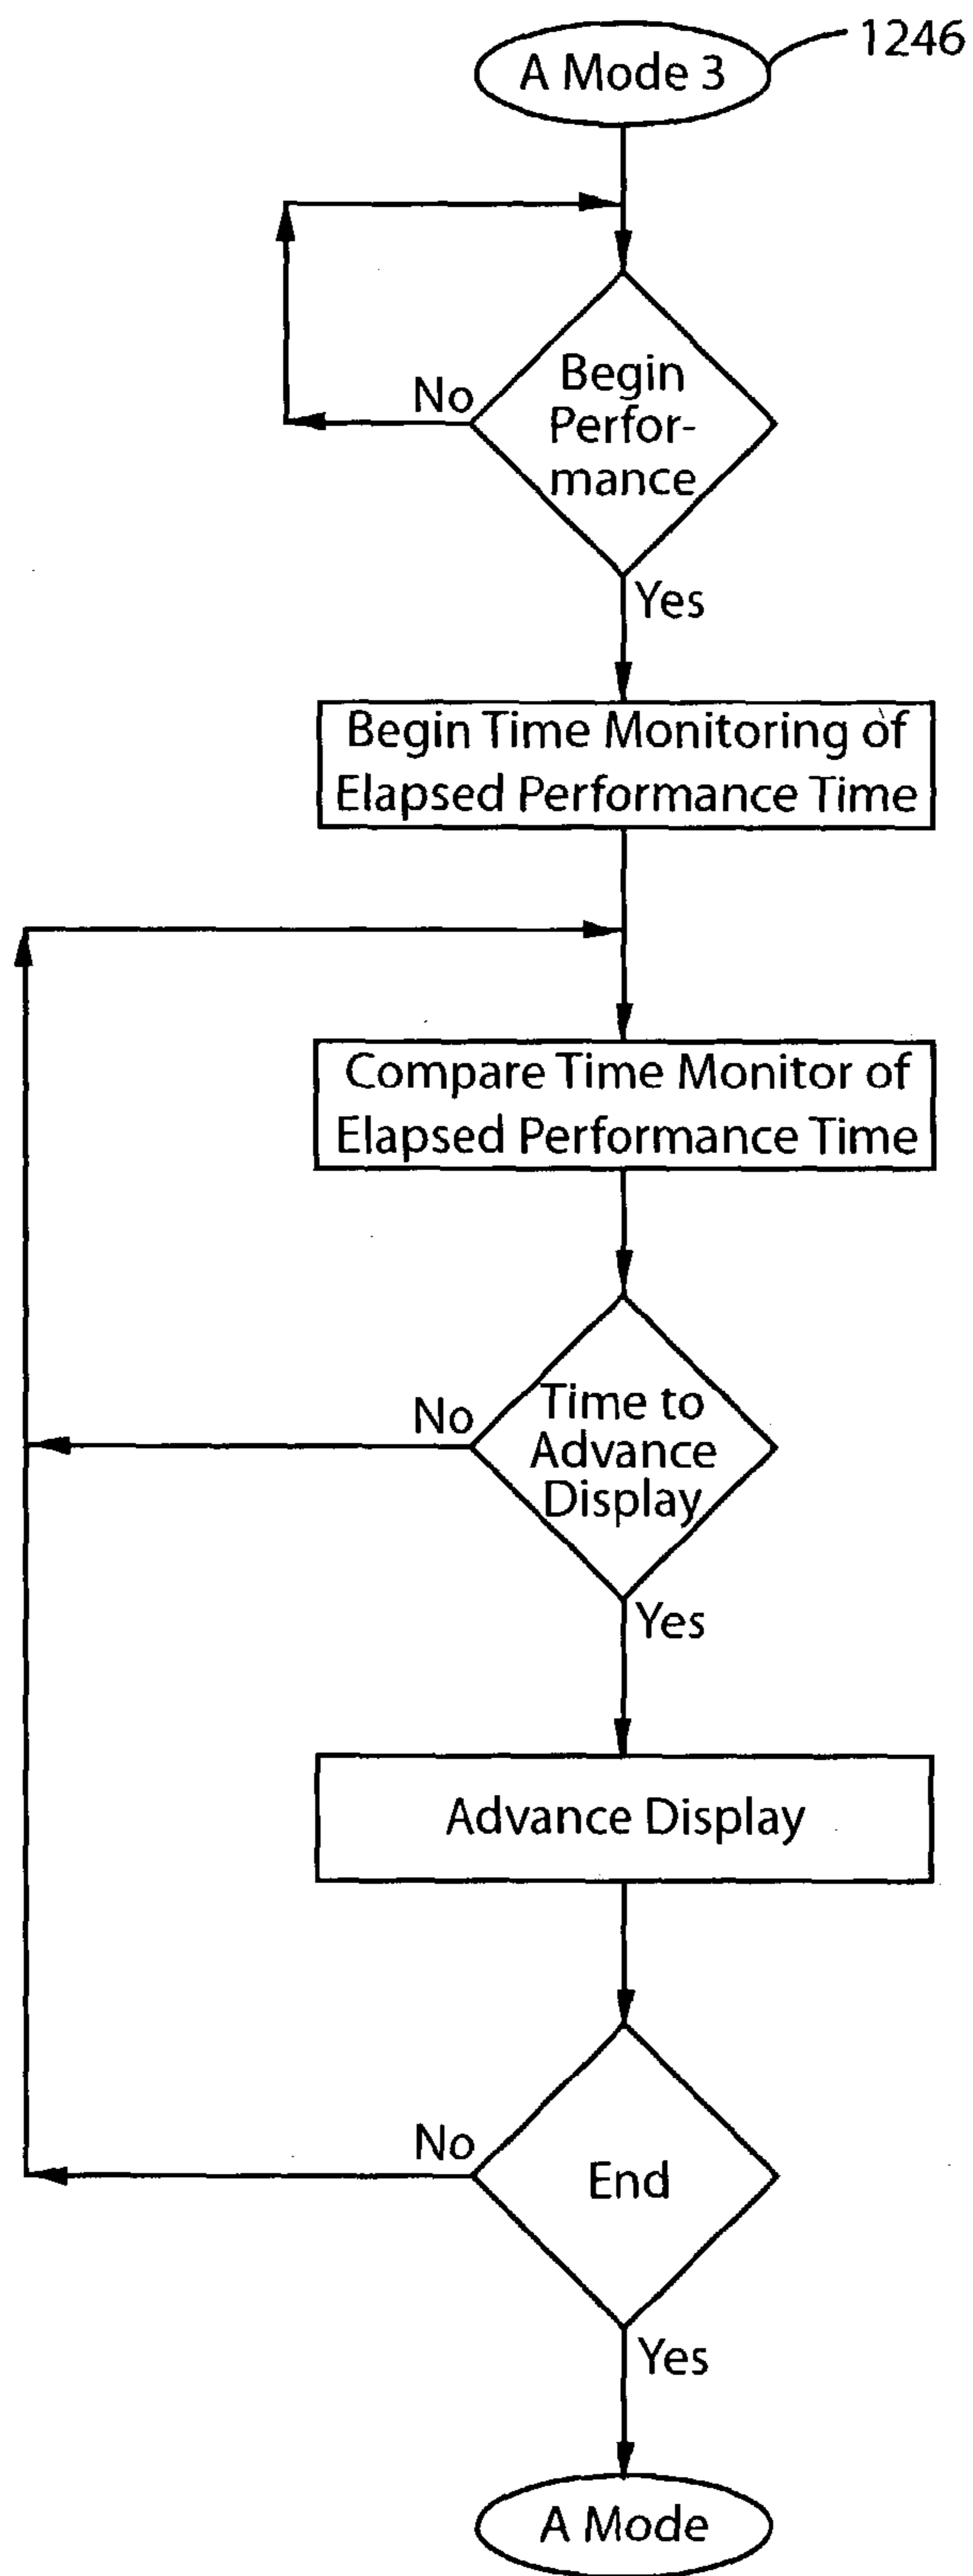 1246
A Mode 3
Begin
Perfor-
mance
No
Yes
Begin Time Monitoring of
Elapsed Performance Time
Compare Time Monitor of
Elapsed Performance Time
Time to
Advance
Display
No
Yes
Advance Display
No
End
Yes
A Mode